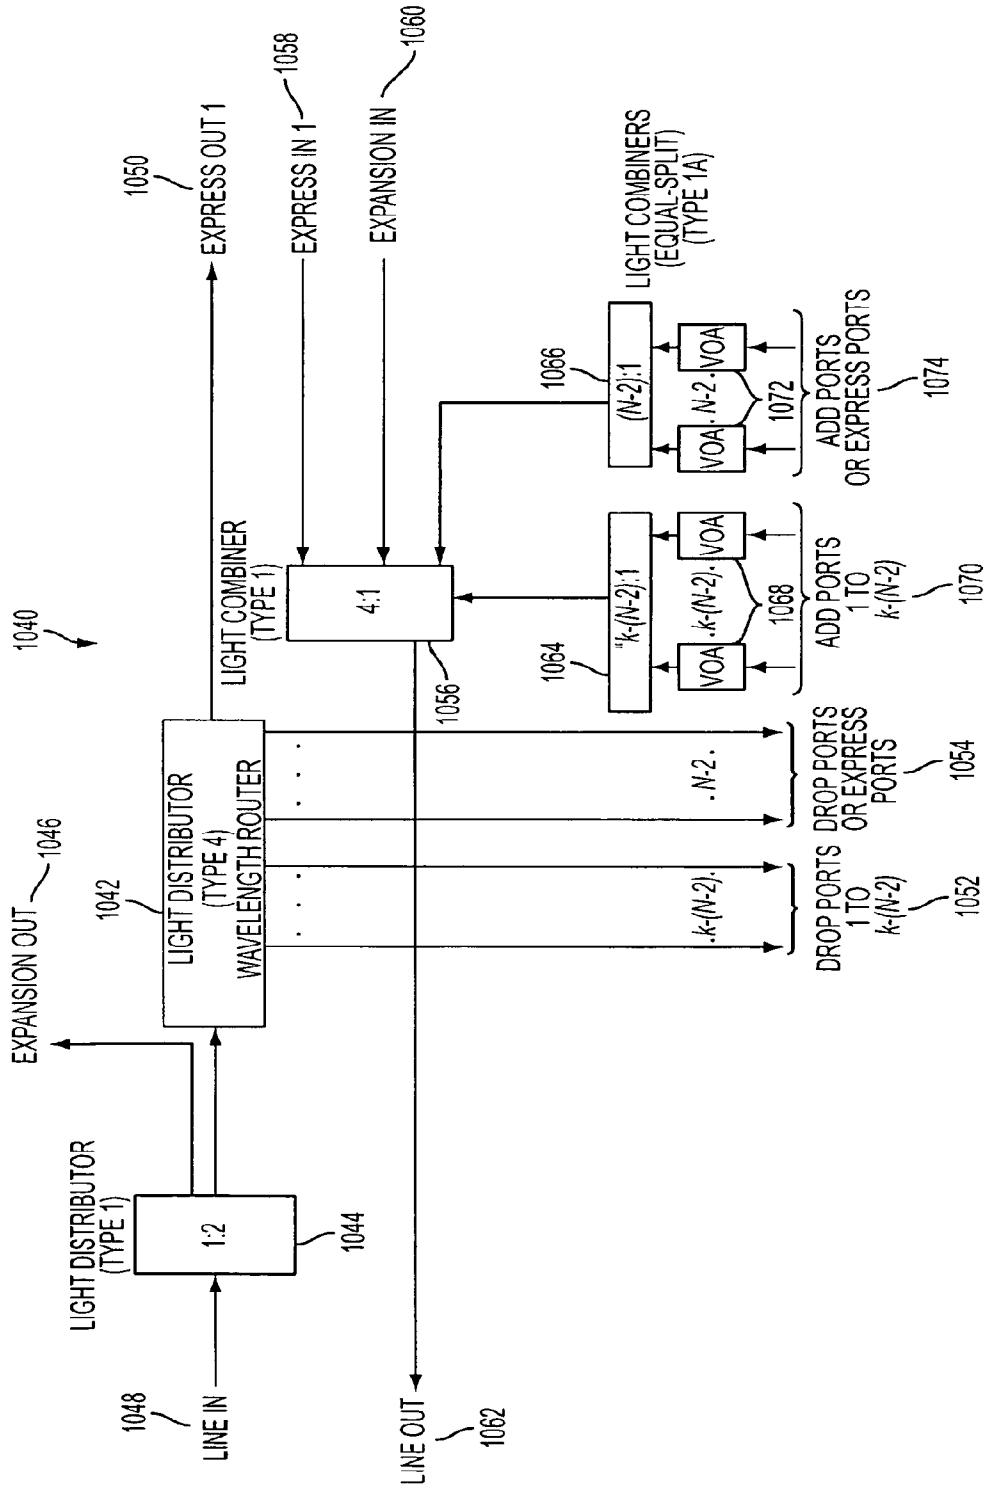 1040
EXPANSION OUT
1046
LIGHT DISTRIBUTOR
(TYPE 1)
1:2
1044
1048
LINE IN
1042
LIGHT DISTRIBUTOR
(TYPE 4)
WAVELENGTH ROUTER
1050
EXPRESS OUT 1
LIGHT COMBINER
(TYPE 1)
4:1
1056
EXPRESS IN 1
1058
EXPANSION IN
1060
LINE OUT
1062
. . .
. . .
.k-(N-2).
. N-2 .
DROP PORTS
1 TO
k-(N-2)
1052
DROP PORTS
OR EXPRESS
PORTS
1054
1064
"k-(N-2):1
VOA .k-(N-2). VOA
1068
ADD PORTS
1 TO
k-(N-2)
1070
LIGHT COMBINERS
(EQUAL-SPLIT)
(TYPE 1A)
1066
(N-2):1
VOA . N-2 . VOA
1072
ADD PORTS
OR EXPRESS PORTS
1074